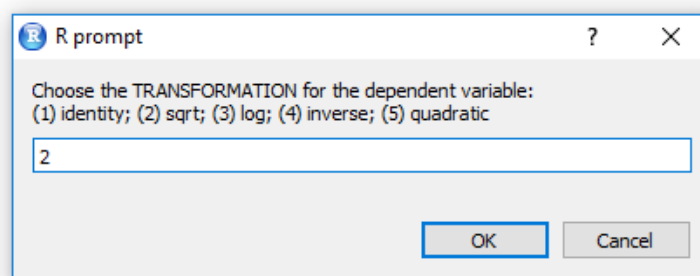 R prompt
?
Choose the TRANSFORMATION for the dependent variable:
(1) identity; (2) sqrt; (3) log; (4) inverse; (5) quadratic
2
OK
Cancel